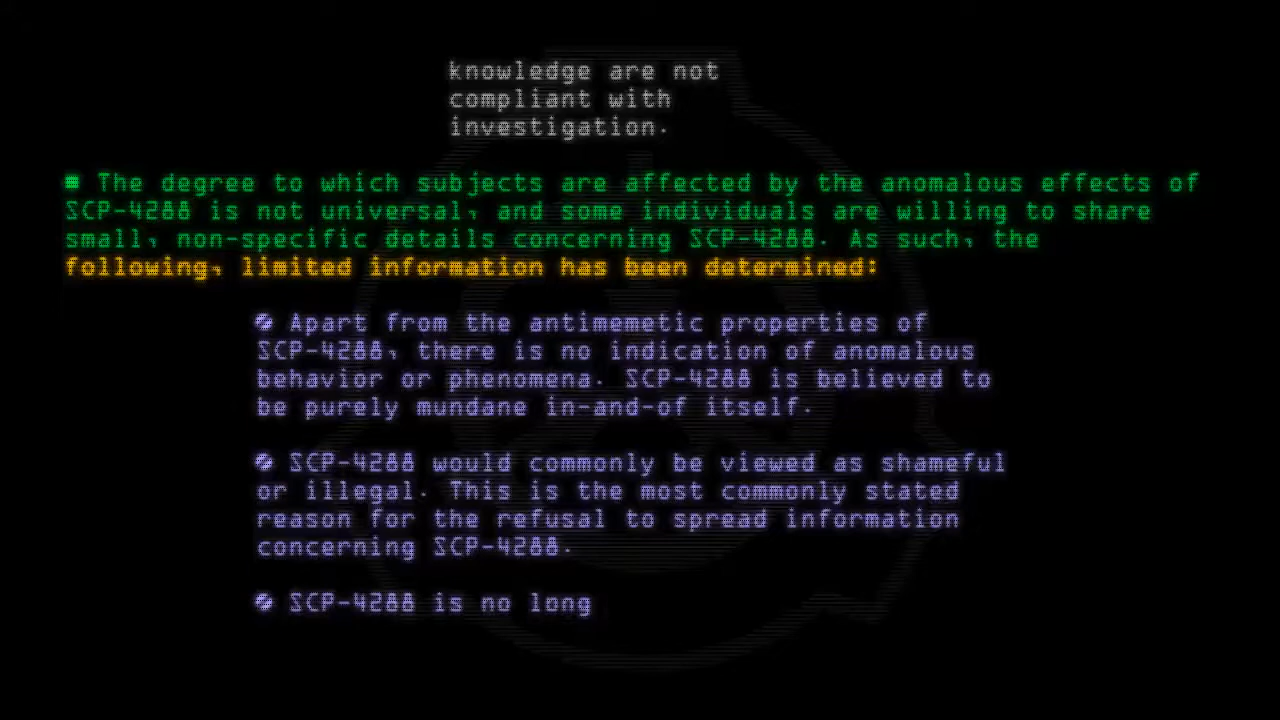 knowledge are not
compliant with
investigation.
■ The degree to which subjects are affected by the anomalous effects of
SCP-4288 is not universal, and some individuals are willing to share
small, non-specific details concerning SCP-4288. As such, the
following, limited information has been determined:
● Apart from the antimemetic properties of
SCP-4288, there is no indication of anomalous
behavior or phenomena. SCP-4288 is believed to
be purely mundane in-and-of itself.
● SCP-4288 would commonly be viewed as shameful
or illegal. This is the most commonly stated
reason for the refusal to spread information
concerning SCP-4288.
● SCP-4288 is no long